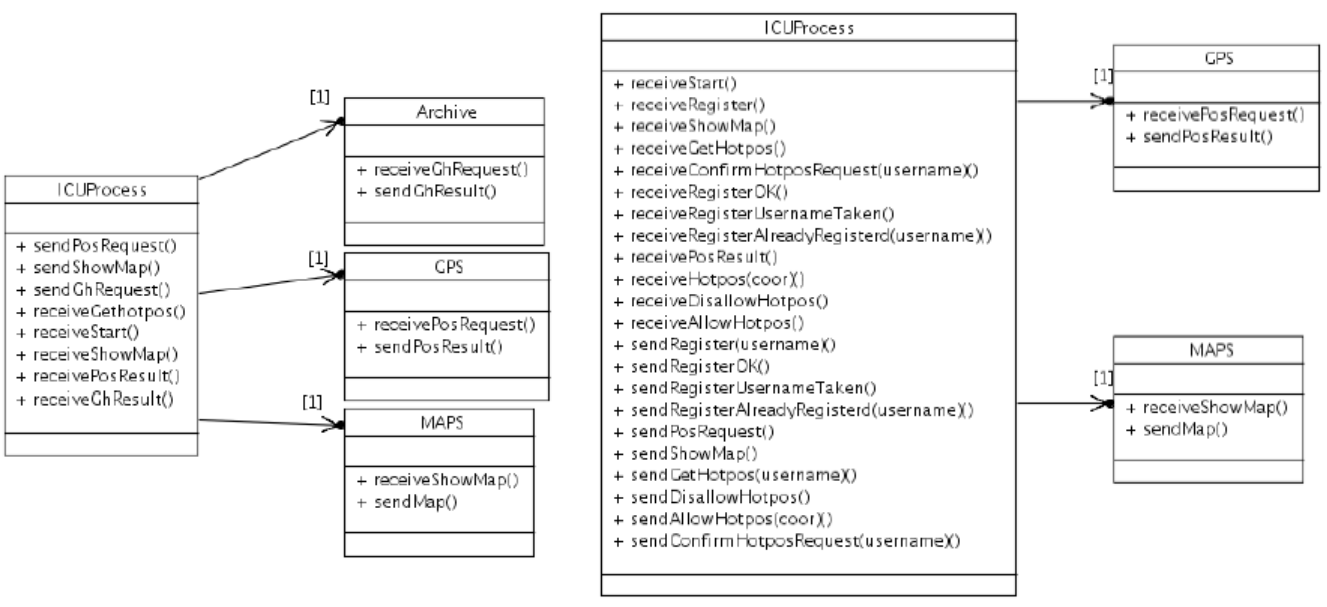 ICUProcess
+ sendPosRequest()
+ sendShowMap()
+ sendGhRequest()
+ receiveGethotpos()
+ receiveStart()
+ receiveShowMap()
+ receivePosResult()
+ receiveGhResult()
[1]
Archive
+ receiveGhRequest()
+ sendGhResult()
[1]
GPS
+ receivePosRequest()
+ sendPosResult()
[1]
MAPS
+ receiveShowMap()
+ sendMap()
ICUProcess
+ receiveStart()
+ receiveRegister()
+ receiveShowMap()
+ receiveGetHotpos()
+ receiveConfirmHotposRequest(username)()
+ receiveRegisterOK()
+ receiveRegisterUsernameTaken()
+ receiveRegisterAlreadyRegisterd(username)()
+ receivePosResult()
+ receiveHotpos(coor)()
+ receiveDisallowHotpos()
+ receiveAllowHotpos()
+ sendRegister(username)()
+ sendRegisterOK()
+ sendRegisterUsernameTaken()
+ sendRegisterAlreadyRegisterd(username)()
+ sendPosRequest()
+ sendShowMap()
+ sendGetHotpos(username)()
+ sendDisallowHotpos()
+ sendAllowHotpos(coor)()
+ sendConfirmHotposRequest(username)()
[1]
GPS
+ receivePosRequest()
+ sendPosResult()
[1]
MAPS
+ receiveShowMap()
+ sendMap()